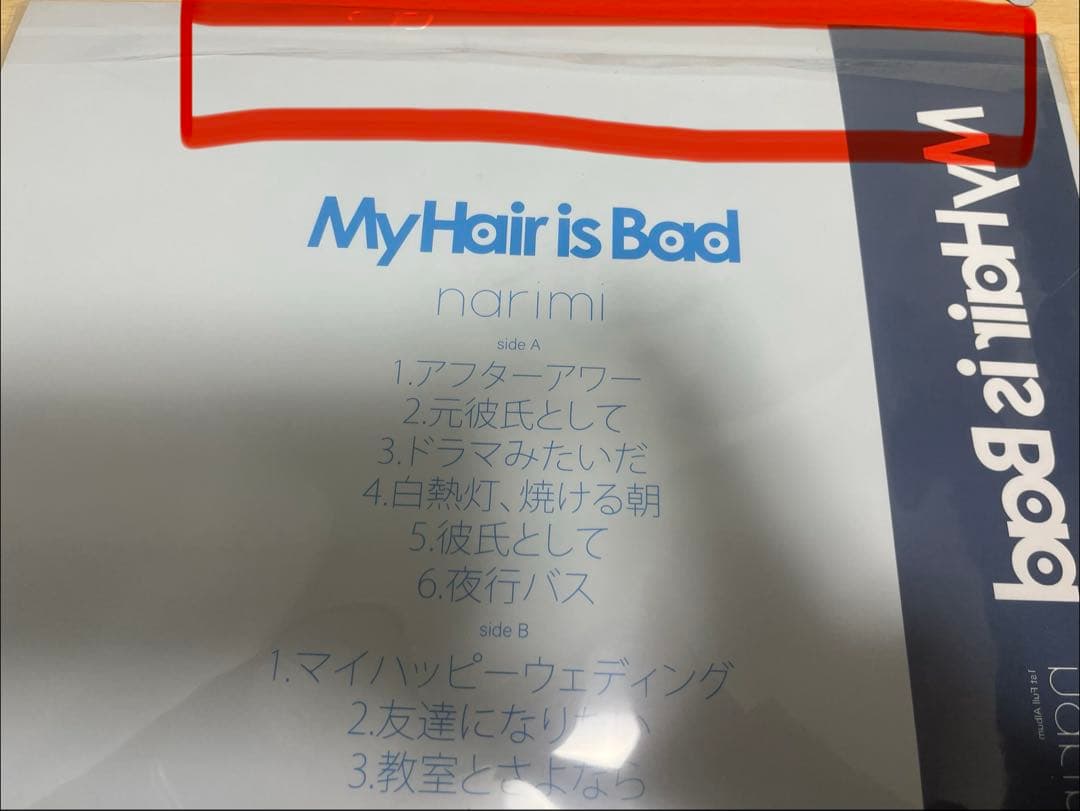 My Hair is Bad
narimi
side A
1.アフターアワー
2.元彼氏として
3.ドラマみたいだ
4.白熱灯、焼ける朝
5.彼氏として
6.夜行バス
side B
1.マイハッピーウェディング
2.友達になりたい
3.教室とさよなら
My Hair is Bad
1st Full Album